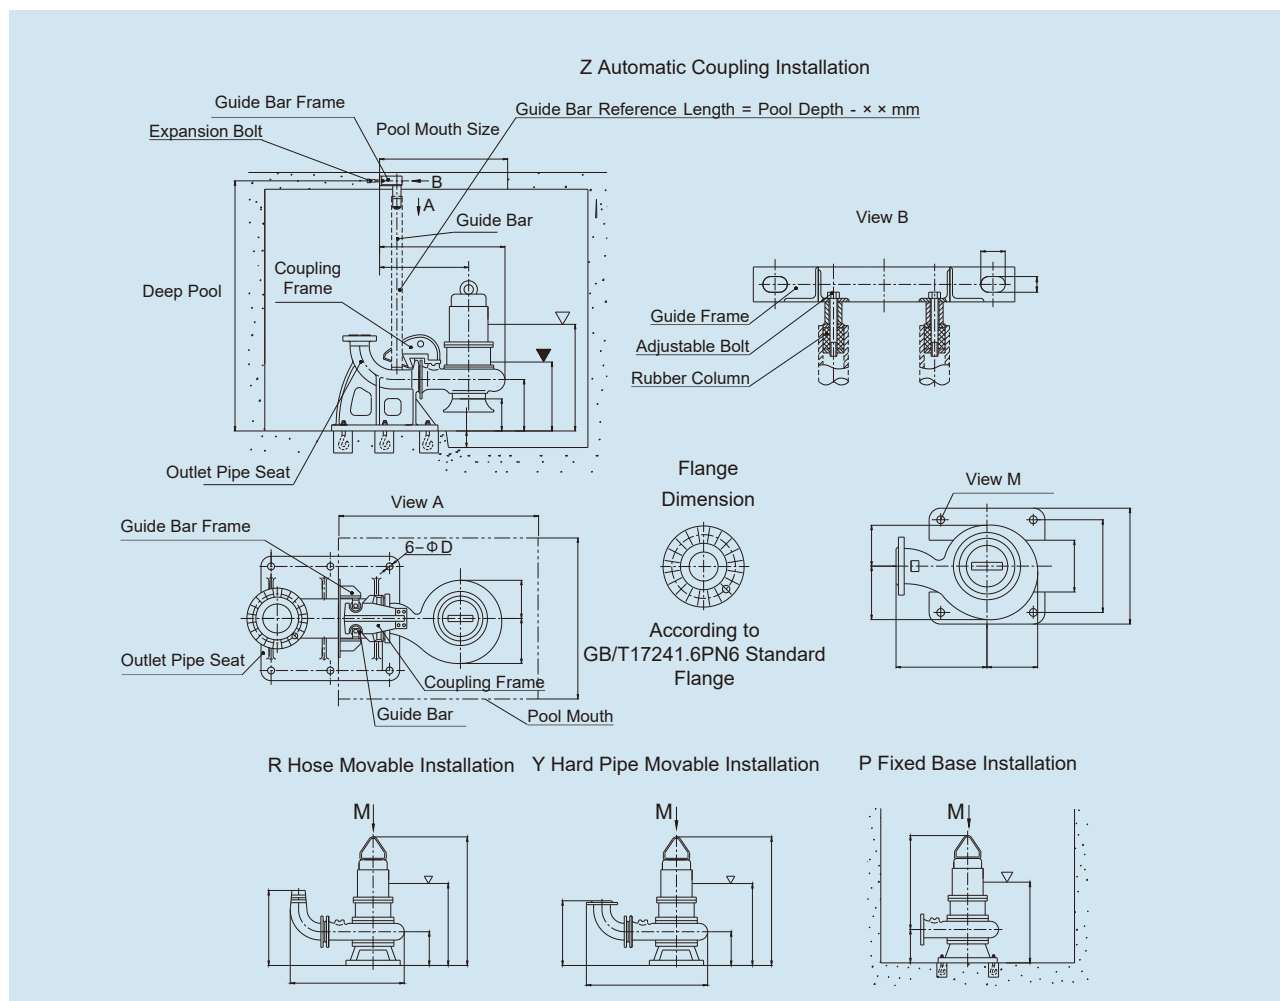 Z Automatic Coupling Installation
Guide Bar Frame
Guide Bar Reference Length = Pool Depth - × × mm
Expansion Bolt
Pool Mouth Size
B
A
Guide Bar
View B
Coupling
Frame
Deep Pool
Guide Frame
Adjustable Bolt
Rubber Column
Outlet Pipe Seat
Flange
Dimension
View M
View A
Guide Bar Frame
6-ΦD
According to
GB/T17241.6PN6 Standard
Flange
Outlet Pipe Seat
Coupling Frame
Guide Bar
Pool Mouth
R Hose Movable Installation
Y Hard Pipe Movable Installation
P Fixed Base Installation
M
M
M